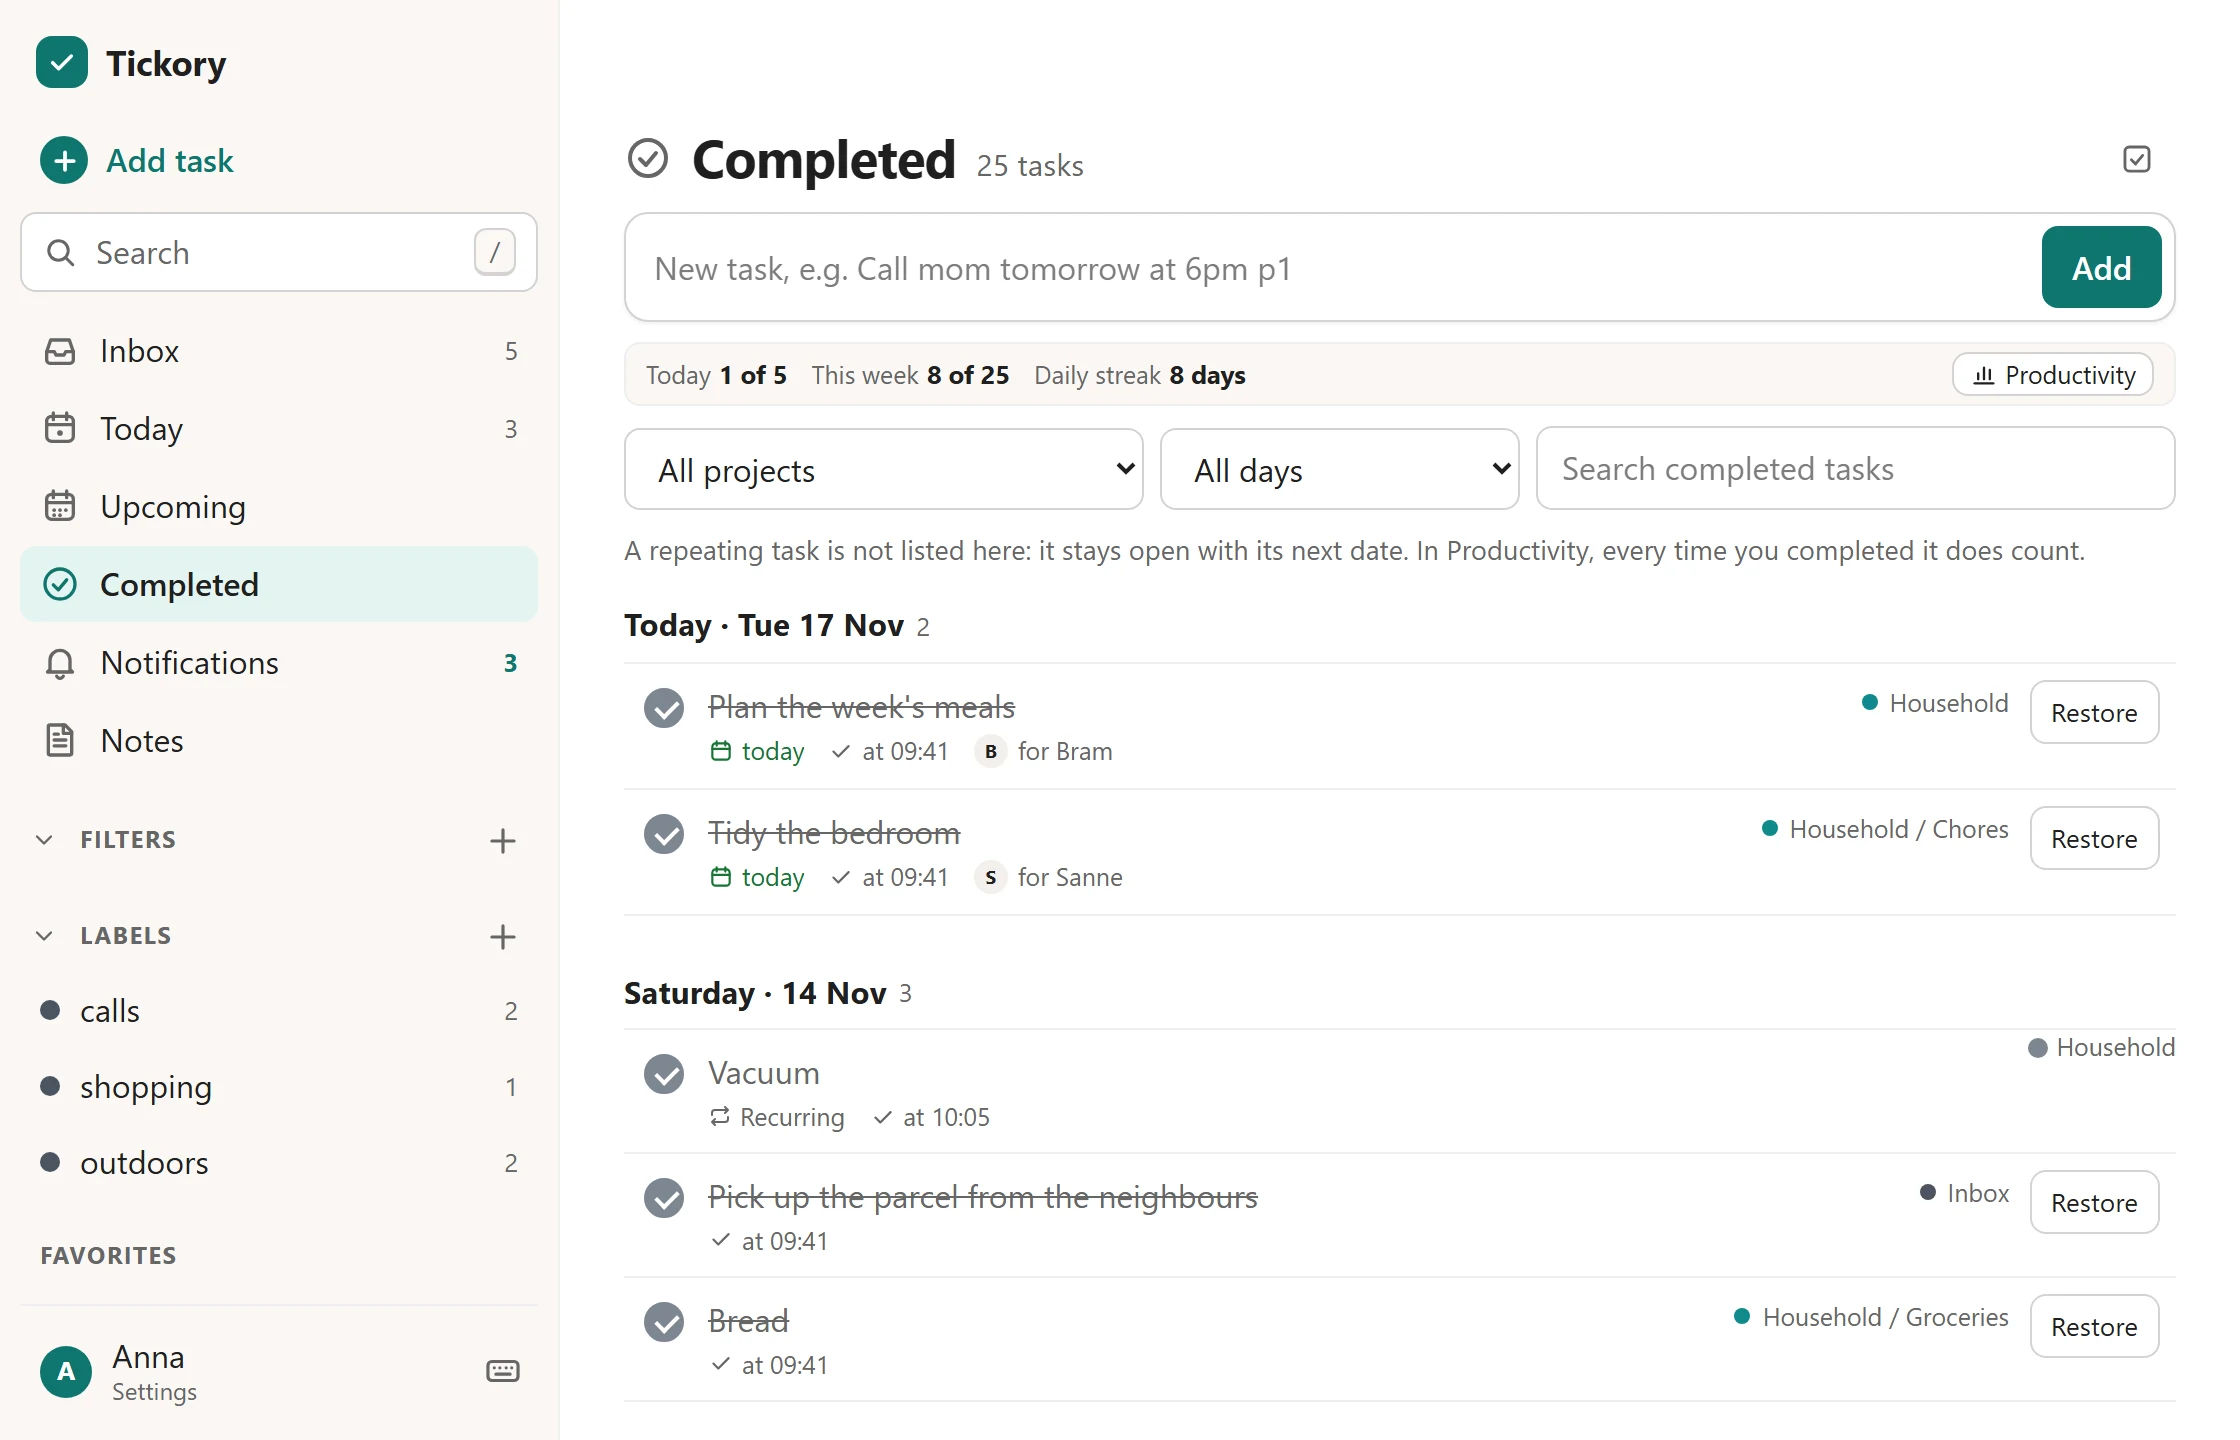 Tickory
Add task
Search /
Inbox 5
Today 3
Upcoming
Completed
Notifications 3
Notes
FILTERS
LABELS
calls 2
shopping 1
outdoors 2
FAVORITES
A Anna
Settings
Completed 25 tasks
New task, e.g. Call mom tomorrow at 6pm p1 Add
Today 1 of 5 This week 8 of 25 Daily streak 8 days Productivity
All projects All days Search completed tasks
A repeating task is not listed here: it stays open with its next date. In Productivity, every time you completed it does count.
Today · Tue 17 Nov 2
Plan the week's meals Household Restore
today at 09:41 B for Bram
Tidy the bedroom Household / Chores Restore
today at 09:41 S for Sanne
Saturday · 14 Nov 3
Vacuum Household
Recurring at 10:05
Pick up the parcel from the neighbours Inbox Restore
at 09:41
Bread Household / Groceries Restore
at 09:41